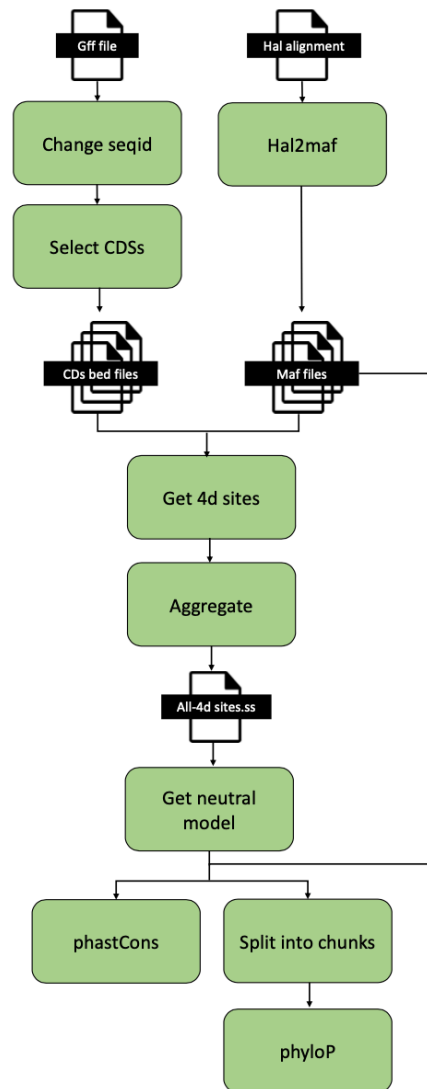 Gff file
Hal alignment
Change seqid
Hal2maf
Select CDSs
CDs bed files
Maf files
Get 4d sites
Aggregate
All-4d sites.ss
Get neutral
model
phastCons
Split into chunks
phyloP